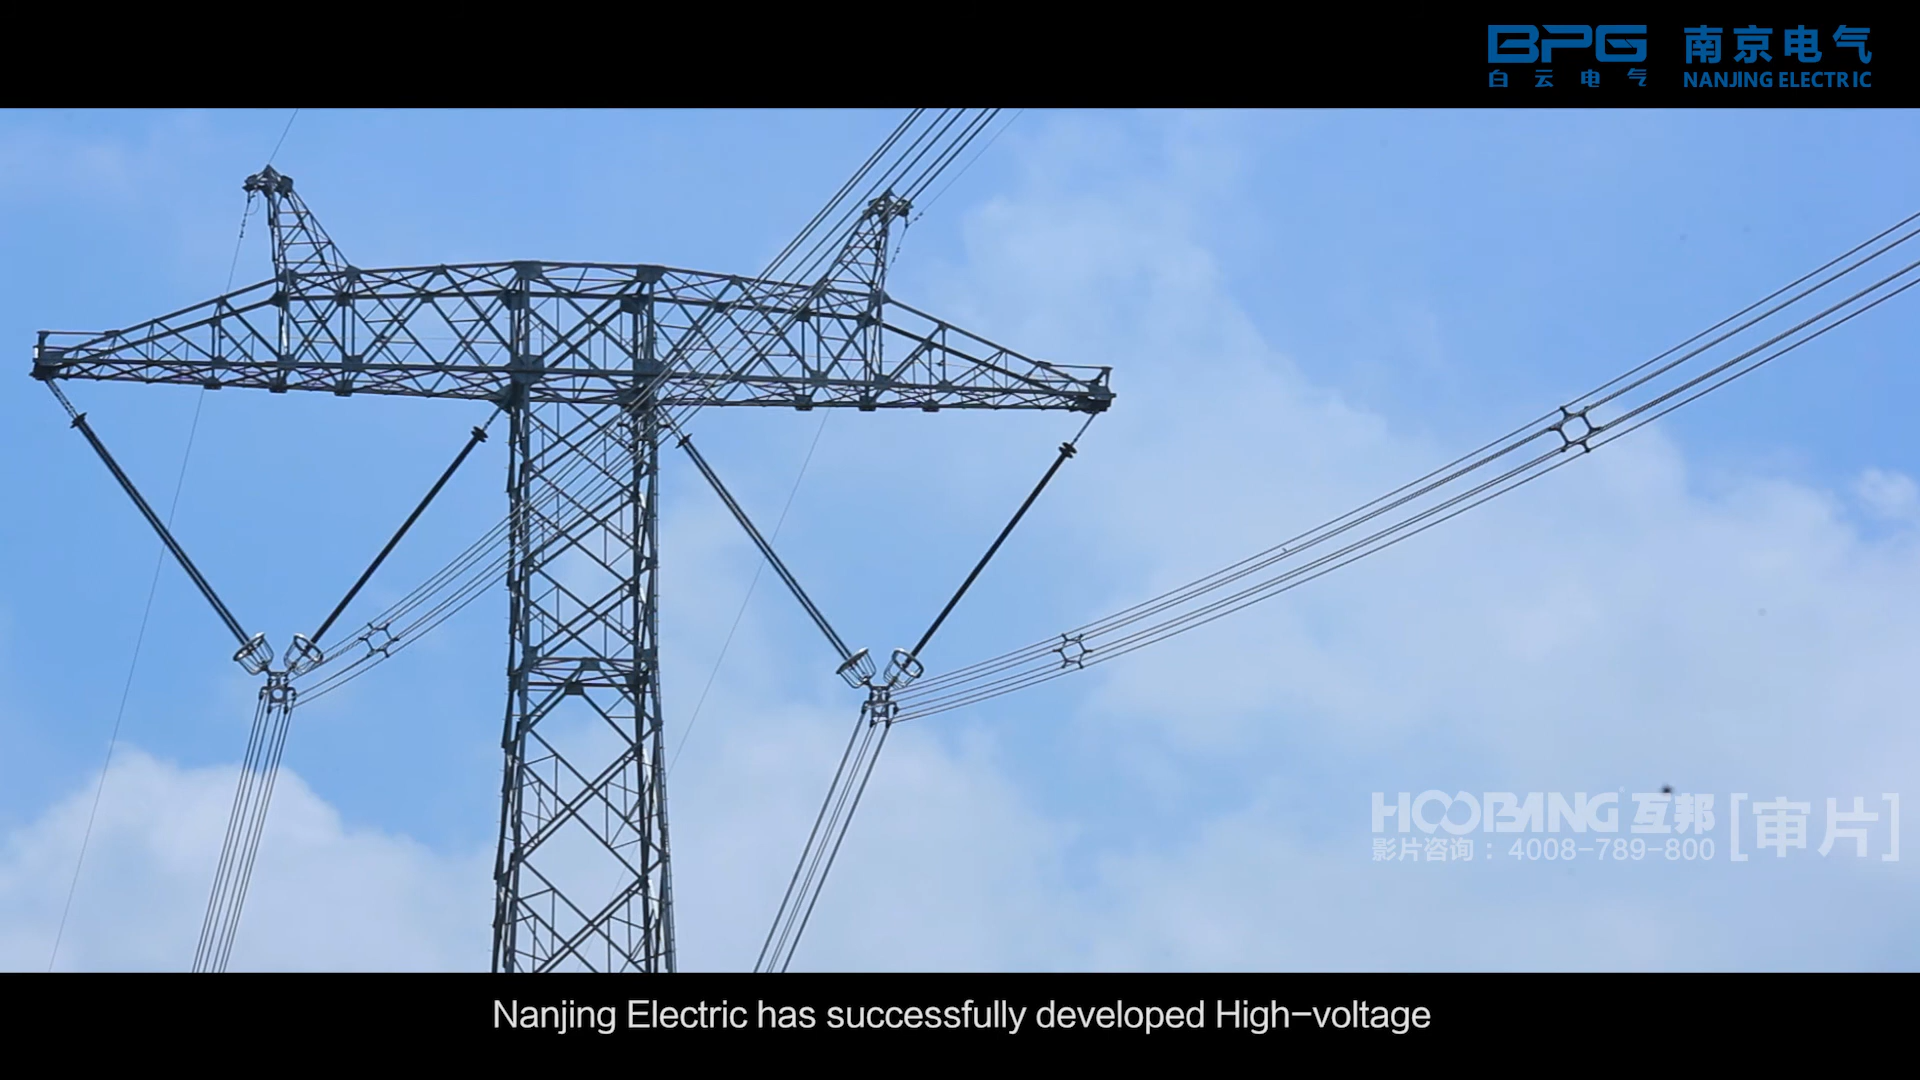 BPG 南京电气
白云电气 NANJING ELECTRIC
HOOBANG 互邦 [审片]
影片咨询：4008-789-800
Nanjing Electric has successfully developed High-voltage